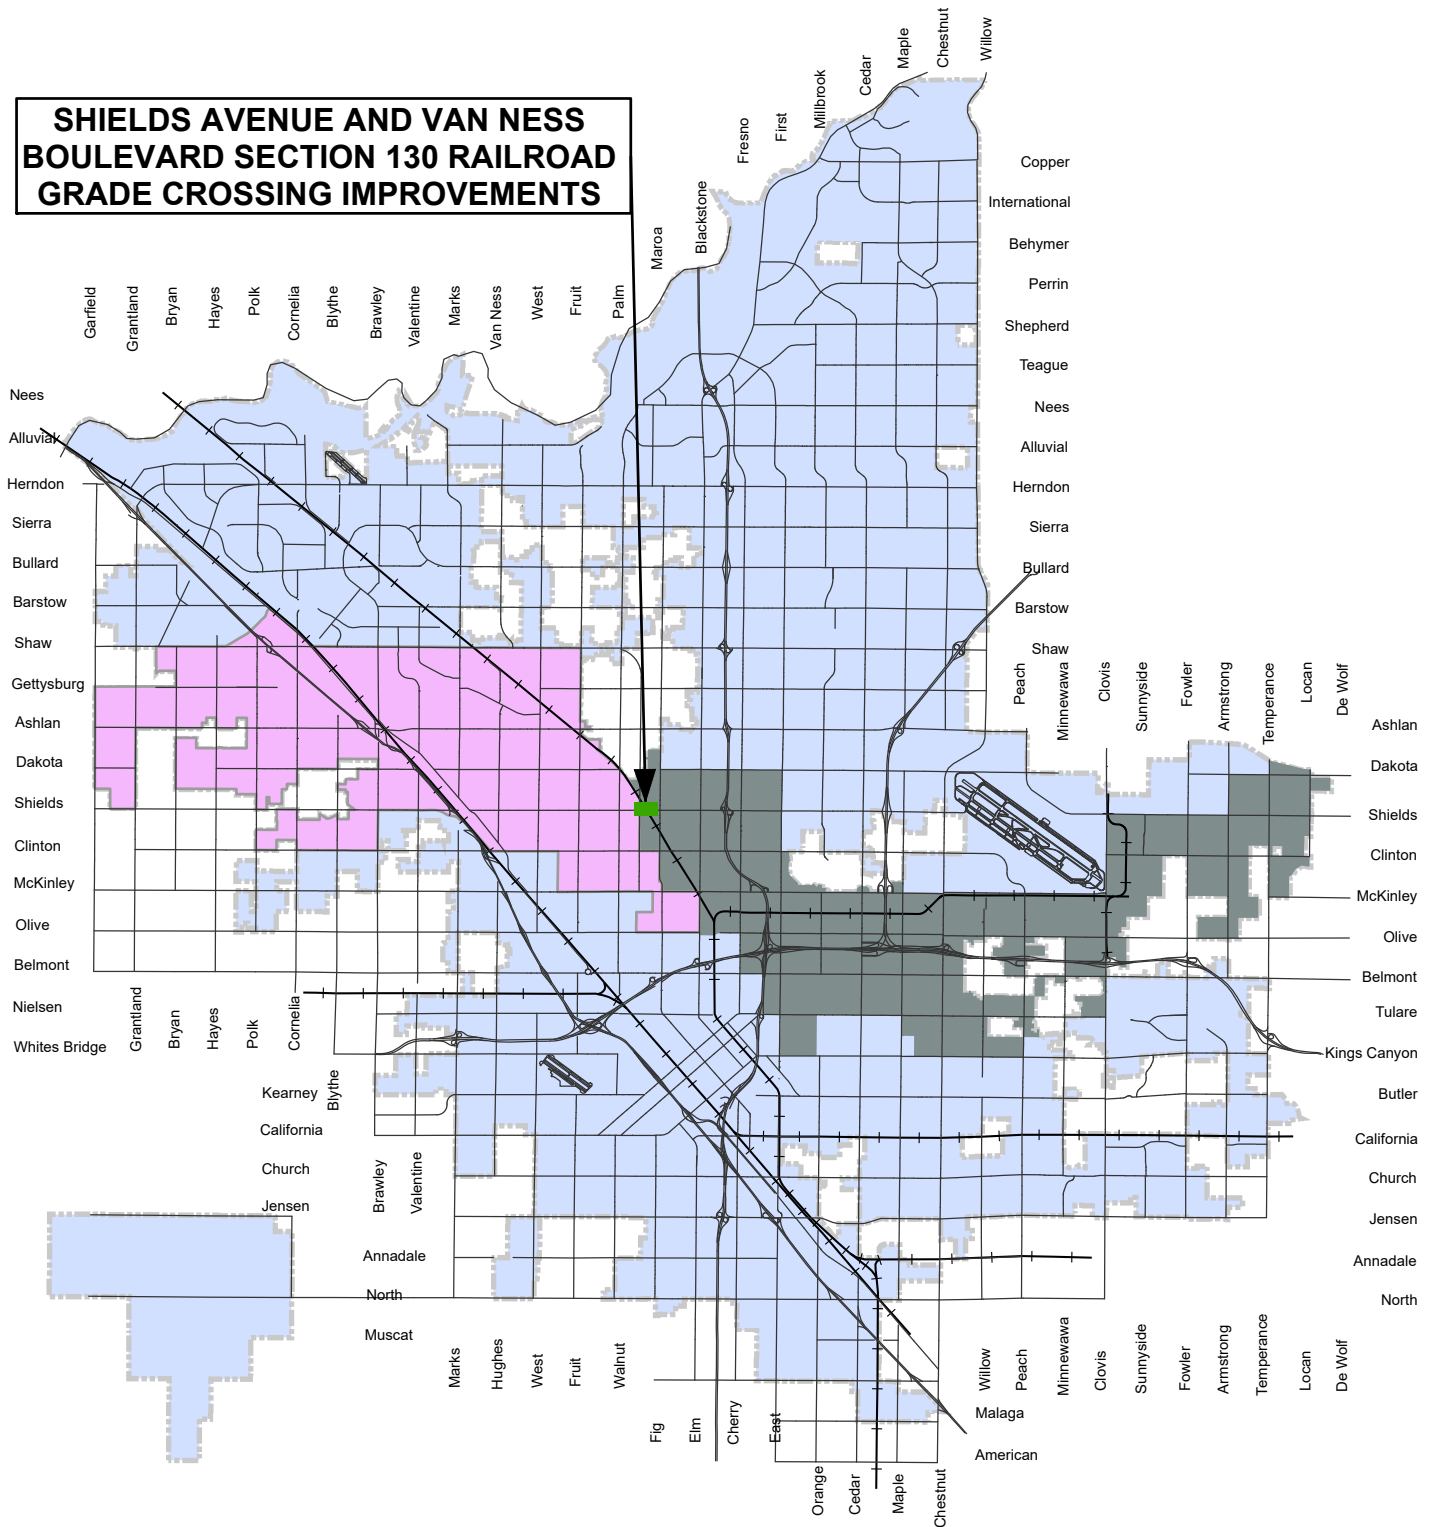 SHIELDS AVENUE AND VAN NESS
BOULEVARD SECTION 130 RAILROAD
GRADE CROSSING IMPROVEMENTS
Fresno
First
Millbrook
Cedar
Maple
Chestnut
Willow
Maroa
Blackstone
Garfield
Grantland
Bryan
Hayes
Polk
Cornelia
Blythe
Brawley
Valentine
Marks
Van Ness
West
Fruit
Palm
Copper
International
Behymer
Perrin
Shepherd
Teague
Nees
Alluvial
Herndon
Sierra
Bullard
Barstow
Shaw
Nees
Alluvial
Herndon
Sierra
Bullard
Barstow
Shaw
Gettysburg
Ashlan
Dakota
Shields
Clinton
McKinley
Olive
Belmont
Nielsen
Whites Bridge
Peach
Minnewawa
Clovis
Sunnyside
Fowler
Armstrong
Temperance
Locan
De Wolf
Ashlan
Dakota
Shields
Clinton
McKinley
Olive
Belmont
Tulare
Kings Canyon
Butler
California
Church
Jensen
Annadale
North
Grantland
Bryan
Hayes
Polk
Cornelia
Blythe
Kearney
California
Church
Jensen
Brawley
Valentine
Annadale
North
Muscat
Marks
Hughes
West
Fruit
Walnut
Fig
Elm
Cherry
East
Orange
Cedar
Maple
Chestnut
Willow
Peach
Minnewawa
Clovis
Sunnyside
Fowler
Armstrong
Temperance
Locan
De Wolf
Malaga
American